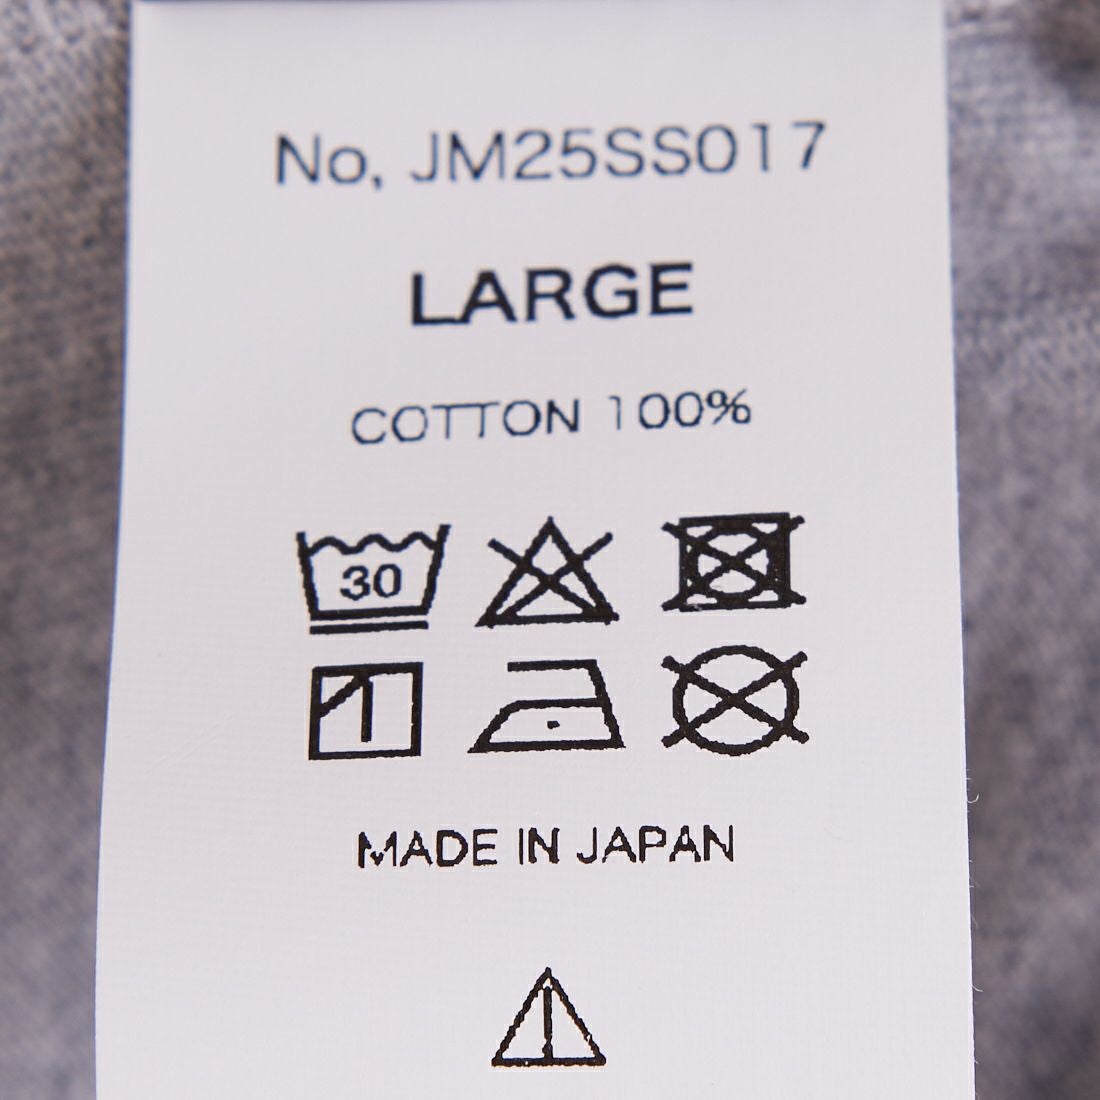 No, JM25SS017
LARGE
COTTON 100%
30
MADE IN JAPAN